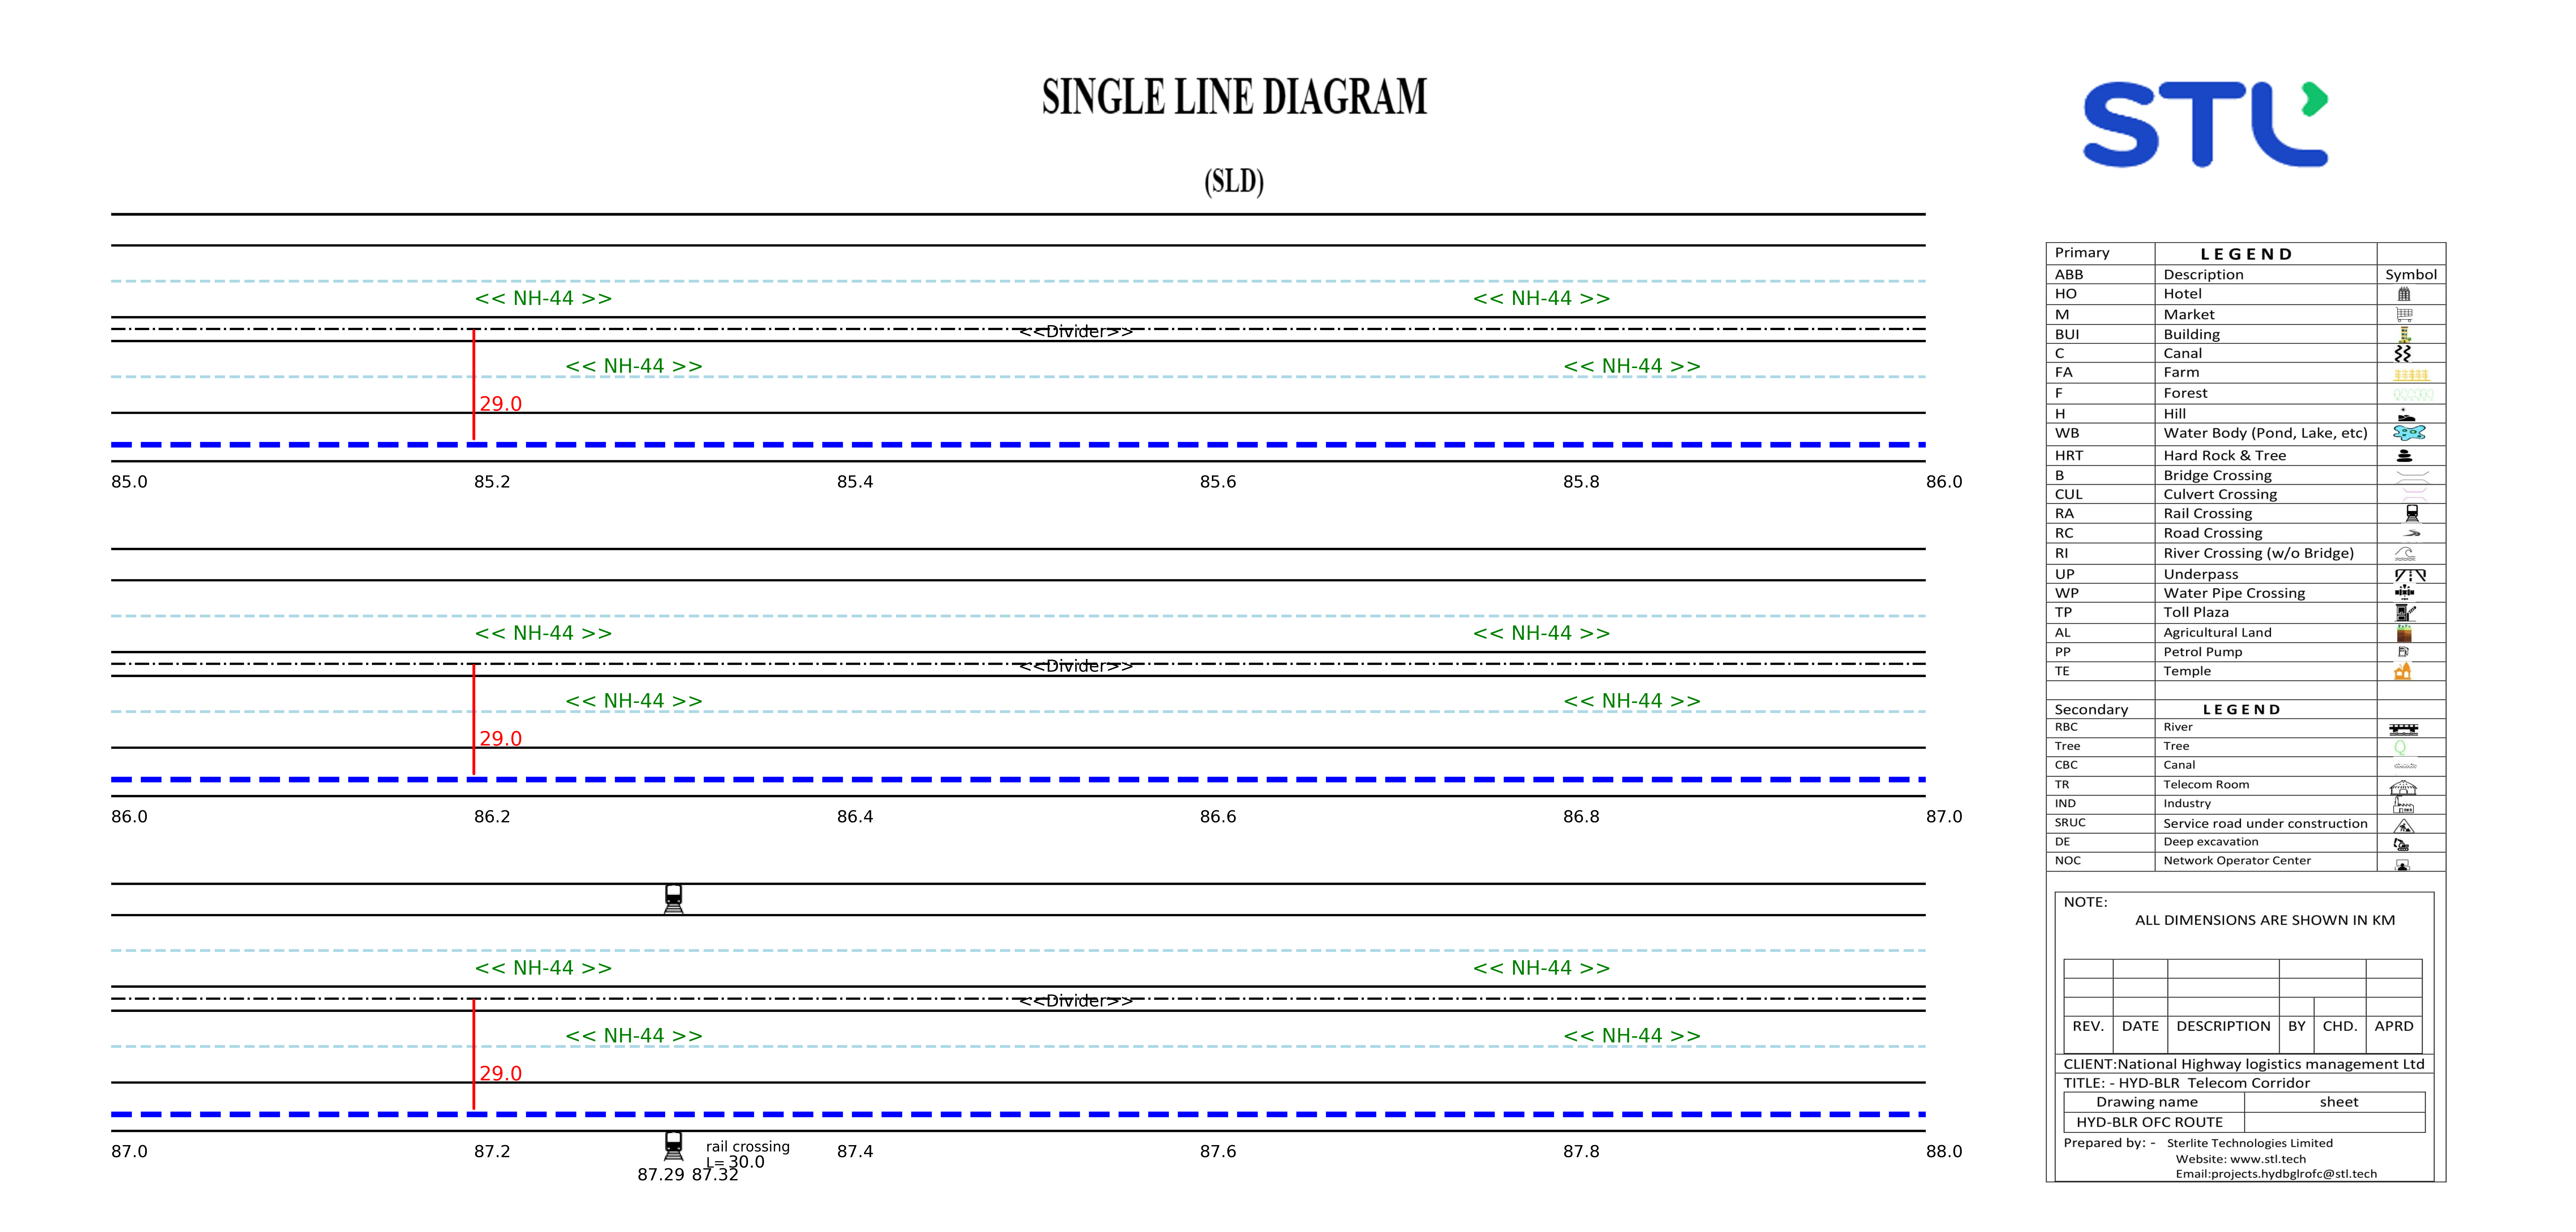 SINGLE LINE DIAGRAM
STL
(SLD)
<< NH-44 >> << NH-44 >>
<<Divider>>
<< NH-44 >> << NH-44 >>
29.0
85.0 85.2 85.4 85.6 85.8 86.0
<< NH-44 >> << NH-44 >>
<<Divider>>
<< NH-44 >> << NH-44 >>
29.0
86.0 86.2 86.4 86.6 86.8 87.0
<< NH-44 >> << NH-44 >>
<<Divider>>
<< NH-44 >> << NH-44 >>
29.0
87.0 87.2 87.4 87.6 87.8 88.0
rail crossing
L= 30.0
87.29 87.32
Primary LEGEND
ABB Description Symbol
HO Hotel
M Market
BUI Building
C Canal
FA Farm
F Forest
H Hill
WB Water Body (Pond, Lake, etc)
HRT Hard Rock & Tree
B Bridge Crossing
CUL Culvert Crossing
RA Rail Crossing
RC Road Crossing
RI River Crossing (w/o Bridge)
UP Underpass
WP Water Pipe Crossing
TP Toll Plaza
AL Agricultural Land
PP Petrol Pump
TE Temple
Secondary LEGEND
RBC River
Tree Tree
CBC Canal
TR Telecom Room
IND Industry
SRUC Service road under construction
DE Deep excavation
NOC Network Operator Center
NOTE:
ALL DIMENSIONS ARE SHOWN IN KM
REV. DATE DESCRIPTION BY CHD. APRD
CLIENT:National Highway logistics management Ltd
TITLE: - HYD-BLR Telecom Corridor
Drawing name sheet
HYD-BLR OFC ROUTE
Prepared by: - Sterlite Technologies Limited
Website: www.stl.tech
Email:projects.hydbglrofc@stl.tech